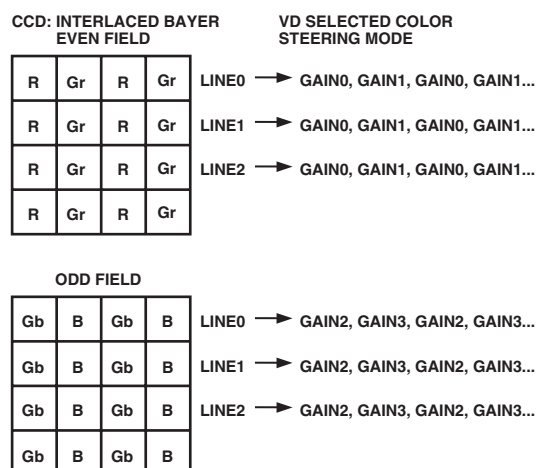 CCD: INTERLACED BAYER VD SELECTED COLOR
EVEN FIELD STEERING MODE
R Gr R Gr LINE0 GAIN0, GAIN1, GAIN0, GAIN1...
R Gr R Gr LINE1 GAIN0, GAIN1, GAIN0, GAIN1...
R Gr R Gr LINE2 GAIN0, GAIN1, GAIN0, GAIN1...
R Gr R Gr
ODD FIELD
Gb B Gb B LINE0 GAIN2, GAIN3, GAIN2, GAIN3...
Gb B Gb B LINE1 GAIN2, GAIN3, GAIN2, GAIN3...
Gb B Gb B LINE2 GAIN2, GAIN3, GAIN2, GAIN3...
Gb B Gb B